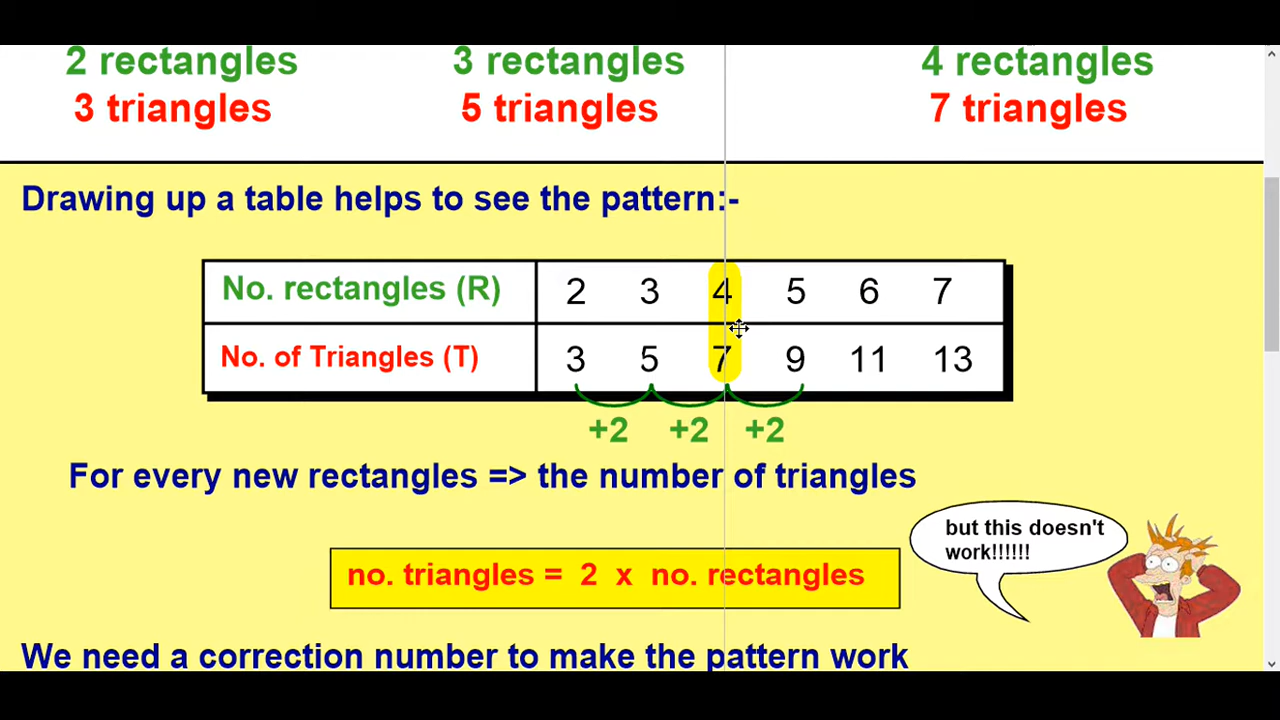 2 rectangles 3 rectangles 4 rectangles
3 triangles 5 triangles 7 triangles
Drawing up a table helps to see the pattern:-
No. rectangles (R) 2 3 4 5 6 7
No. of Triangles (T) 3 5 7 9 11 13
+2 +2 +2
For every new rectangles => the number of triangles
but this doesn't
work!!!!!!
no. triangles = 2 x no. rectangles
We need a correction number to make the pattern work